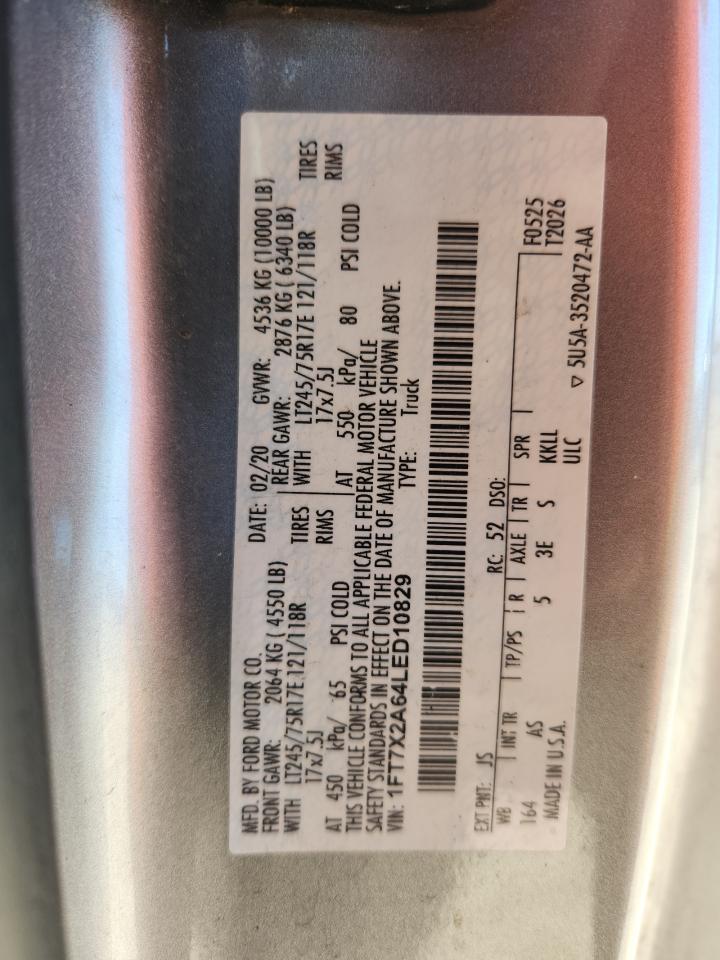 MFD. BY FORD MOTOR CO.
DATE: 02/20 GVWR: 4536 KG (10000 LB)
FRONT GAWR: 2064 KG ( 4550 LB) REAR GAWR: 2876 KG ( 6340 LB)
WITH LT245/75R17E 121/118R TIRES WITH LT245/75R17E 121/118R TIRES
17x7.5J RIMS 17x7.5J RIMS
AT 450 kPa/ 65 PSI COLD AT 550 kPa/ 80 PSI COLD
THIS VEHICLE CONFORMS TO ALL APPLICABLE FEDERAL MOTOR VEHICLE
SAFETY STANDARDS IN EFFECT ON THE DATE OF MANUFACTURE SHOWN ABOVE.
VIN: 1FT7X2A64LED10829 TYPE: Truck
EXT PNT: JS RC: 52 DSO:
WB INT TR TP/PS R AXLE TR SPR F0525
164 AS 5 3E S KKLL T2026
MADE IN U.S.A. ULC ▽ 5U5A-3520472-AA